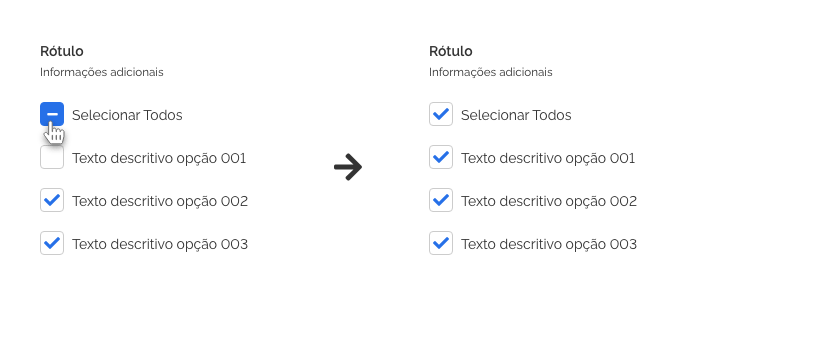 Rótulo
Informações adicionais
Selecionar Todos
Texto descritivo opção 001
Texto descritivo opção 002
Texto descritivo opção 003
Rótulo
Informações adicionais
Selecionar Todos
Texto descritivo opção 001
Texto descritivo opção 002
Texto descritivo opção 003